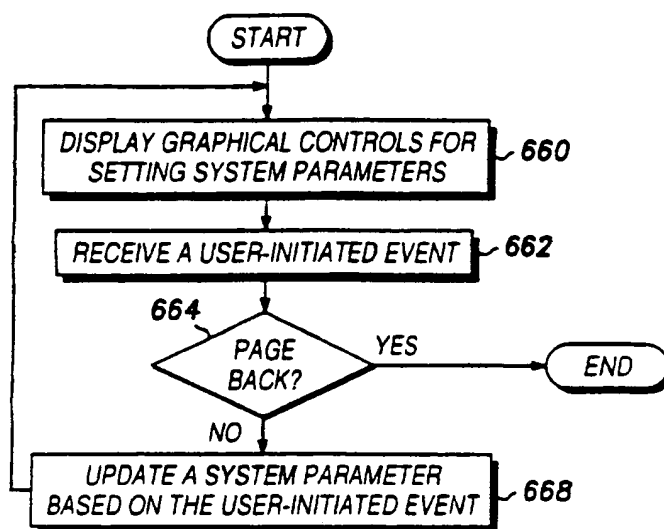 START
DISPLAY GRAPHICAL CONTROLS FOR
SETTING SYSTEM PARAMETERS
660
RECEIVE A USER-INITIATED EVENT
662
664
PAGE
BACK?
YES
END
NO
UPDATE A SYSTEM PARAMETER
BASED ON THE USER-INITIATED EVENT
668